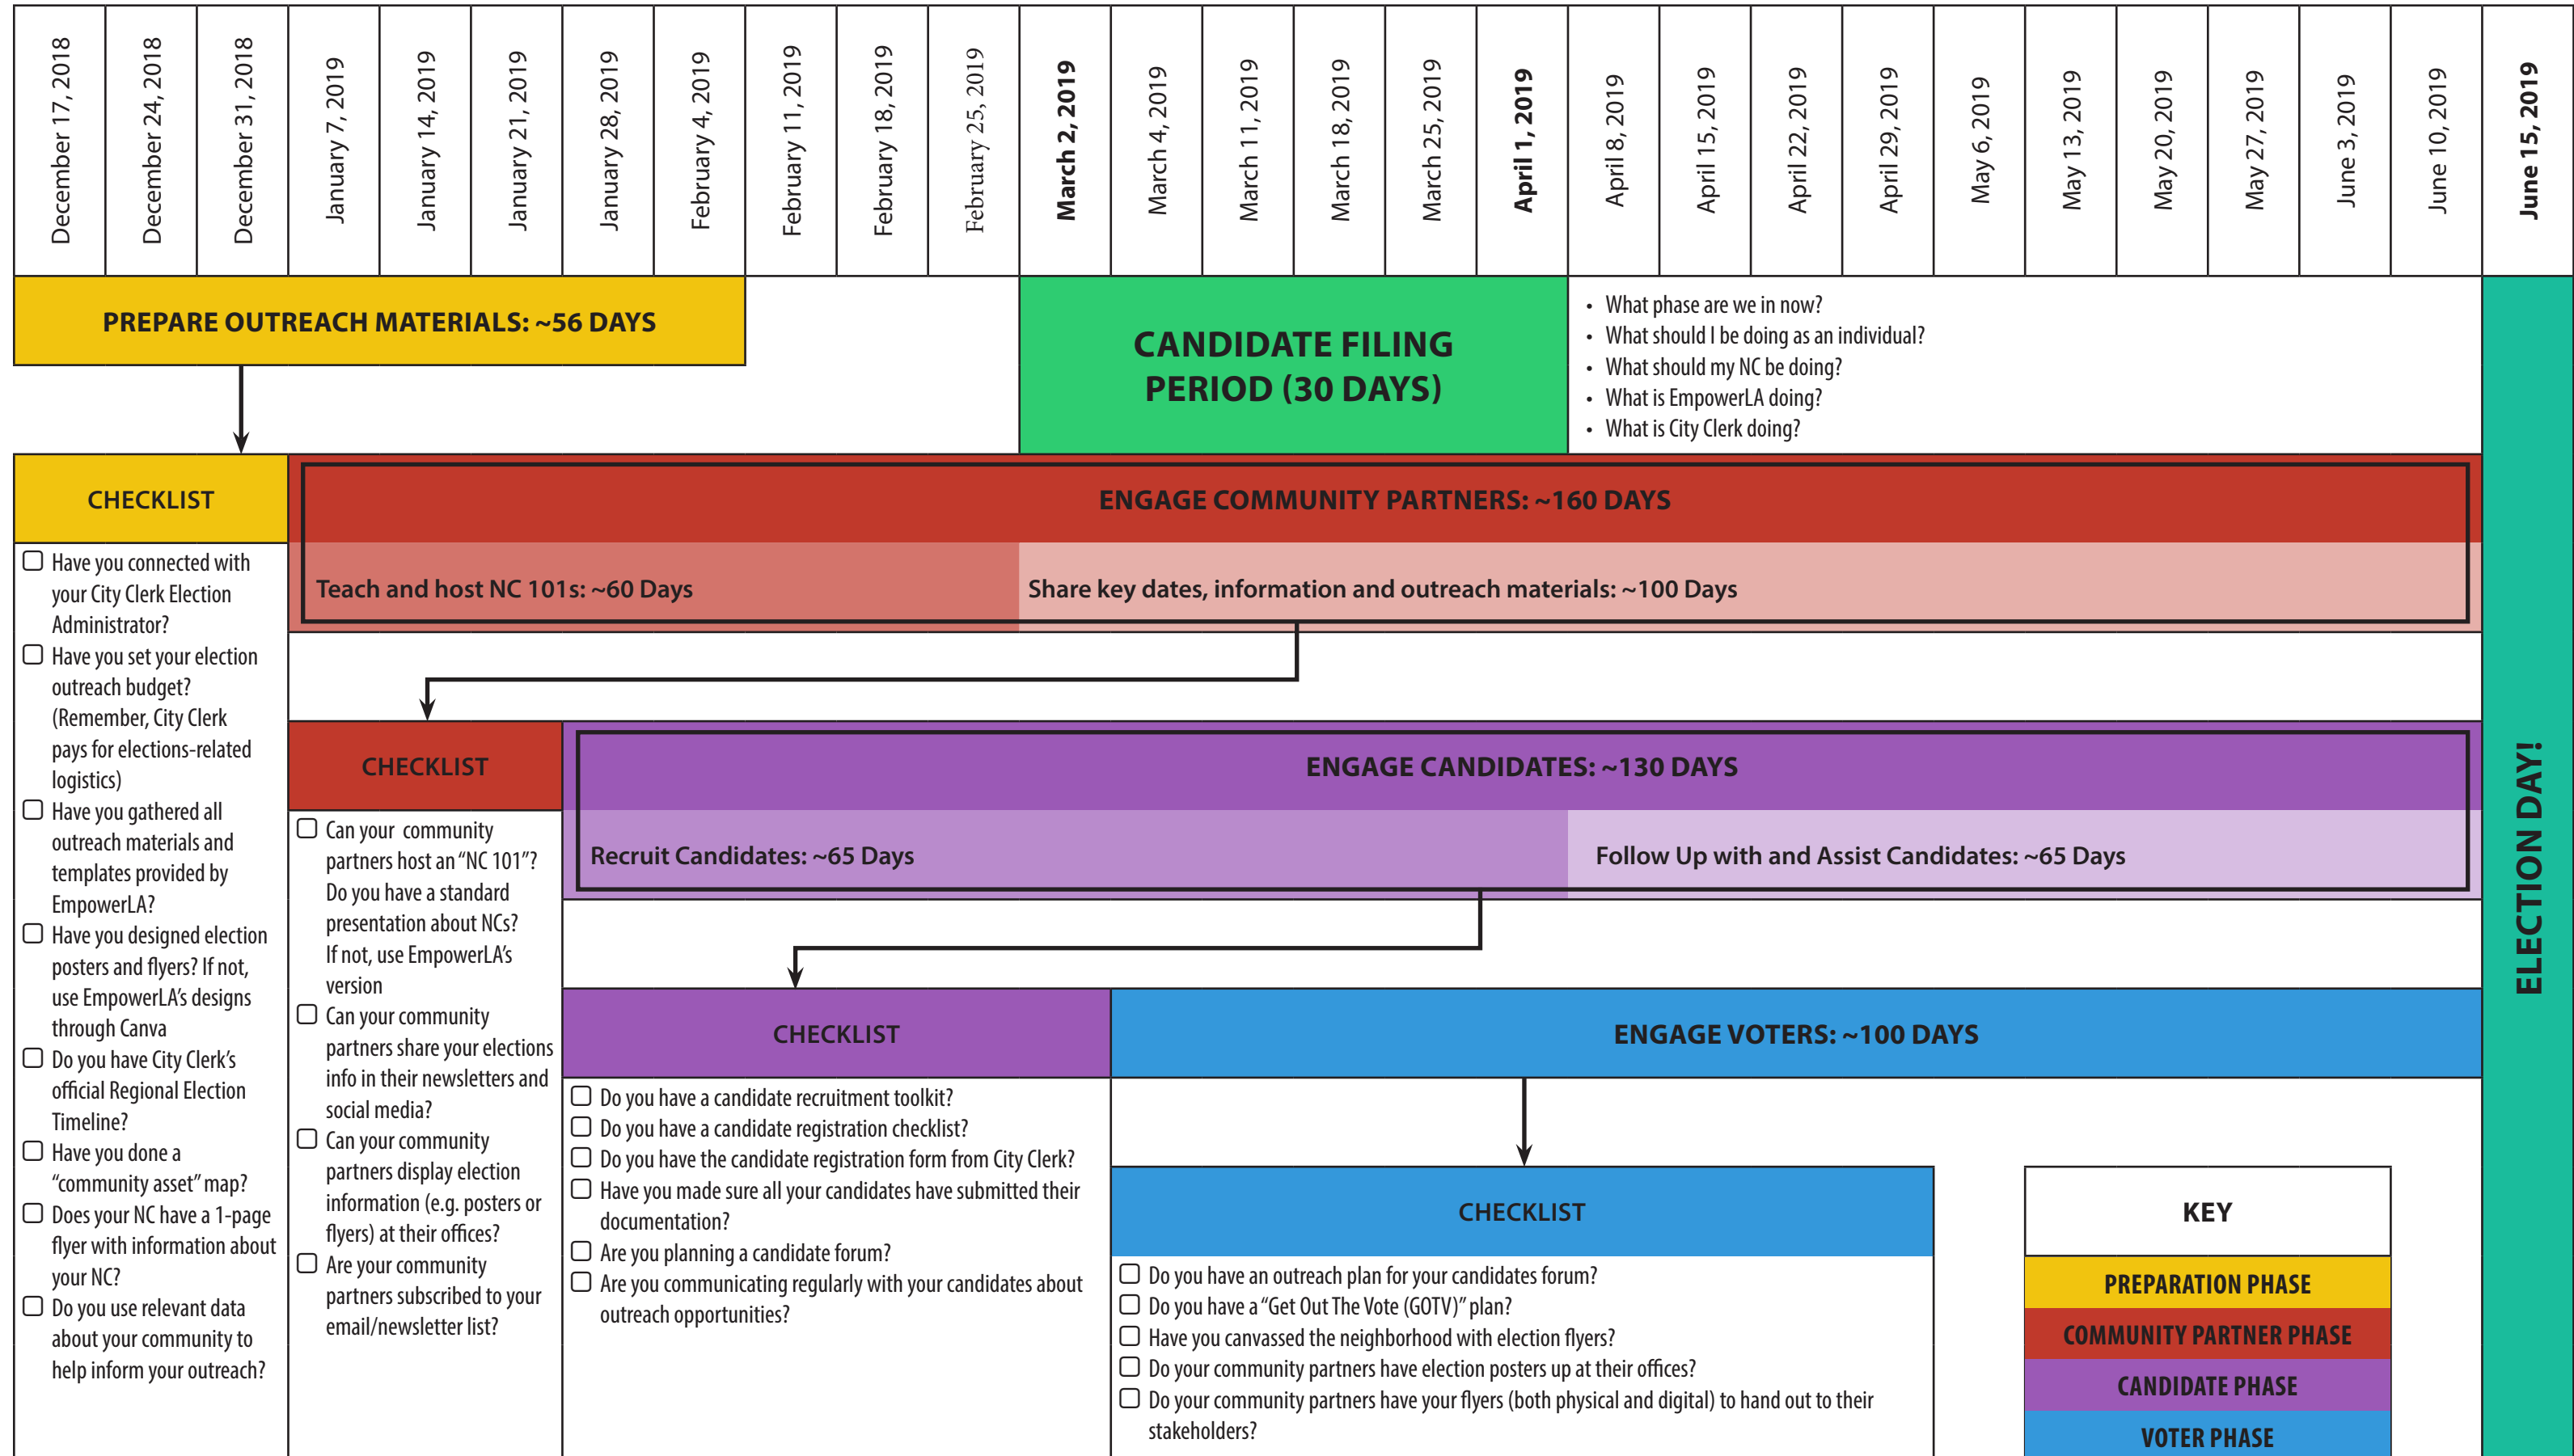 December 17, 2018
December 24, 2018
December 31, 2018
January 7, 2019
January 14, 2019
January 21, 2019
January 28, 2019
February 4, 2019
February 11, 2019
February 18, 2019
February 25, 2019
March 2, 2019
March 4, 2019
March 11, 2019
March 18, 2019
March 25, 2019
April 1, 2019
April 8, 2019
April 15, 2019
April 22, 2019
April 29, 2019
May 6, 2019
May 13, 2019
May 20, 2019
May 27, 2019
June 3, 2019
June 10, 2019
June 15, 2019
PREPARE OUTREACH MATERIALS: ~56 DAYS
CANDIDATE FILING
PERIOD (30 DAYS)
• What phase are we in now?
• What should I be doing as an individual?
• What should my NC be doing?
• What is EmpowerLA doing?
• What is City Clerk doing?
CHECKLIST
Have you connected with
your City Clerk Election
Administrator?
Have you set your election
outreach budget?
(Remember, City Clerk
pays for elections-related
logistics)
Have you gathered all
outreach materials and
templates provided by
EmpowerLA?
Have you designed election
posters and flyers? If not,
use EmpowerLA's designs
through Canva
Do you have City Clerk's
official Regional Election
Timeline?
Have you done a
"community asset" map?
Does your NC have a 1-page
flyer with information about
your NC?
Do you use relevant data
about your community to
help inform your outreach?
ENGAGE COMMUNITY PARTNERS: ~160 DAYS
Teach and host NC 101s: ~60 Days
Share key dates, information and outreach materials: ~100 Days
CHECKLIST
Can your community
partners host an "NC 101"?
Do you have a standard
presentation about NCs?
If not, use EmpowerLA's
version
Can your community
partners share your elections
info in their newsletters and
social media?
Can your community
partners display election
information (e.g. posters or
flyers) at their offices?
Are your community
partners subscribed to your
email/newsletter list?
ENGAGE CANDIDATES: ~130 DAYS
Recruit Candidates: ~65 Days
Follow Up with and Assist Candidates: ~65 Days
CHECKLIST
Do you have a candidate recruitment toolkit?
Do you have a candidate registration checklist?
Do you have the candidate registration form from City Clerk?
Have you made sure all your candidates have submitted their
documentation?
Are you planning a candidate forum?
Are you communicating regularly with your candidates about
outreach opportunities?
ENGAGE VOTERS: ~100 DAYS
CHECKLIST
Do you have an outreach plan for your candidates forum?
Do you have a "Get Out The Vote (GOTV)" plan?
Have you canvassed the neighborhood with election flyers?
Do your community partners have election posters up at their offices?
Do your community partners have your flyers (both physical and digital) to hand out to their
stakeholders?
KEY
PREPARATION PHASE
COMMUNITY PARTNER PHASE
CANDIDATE PHASE
VOTER PHASE
ELECTION DAY!